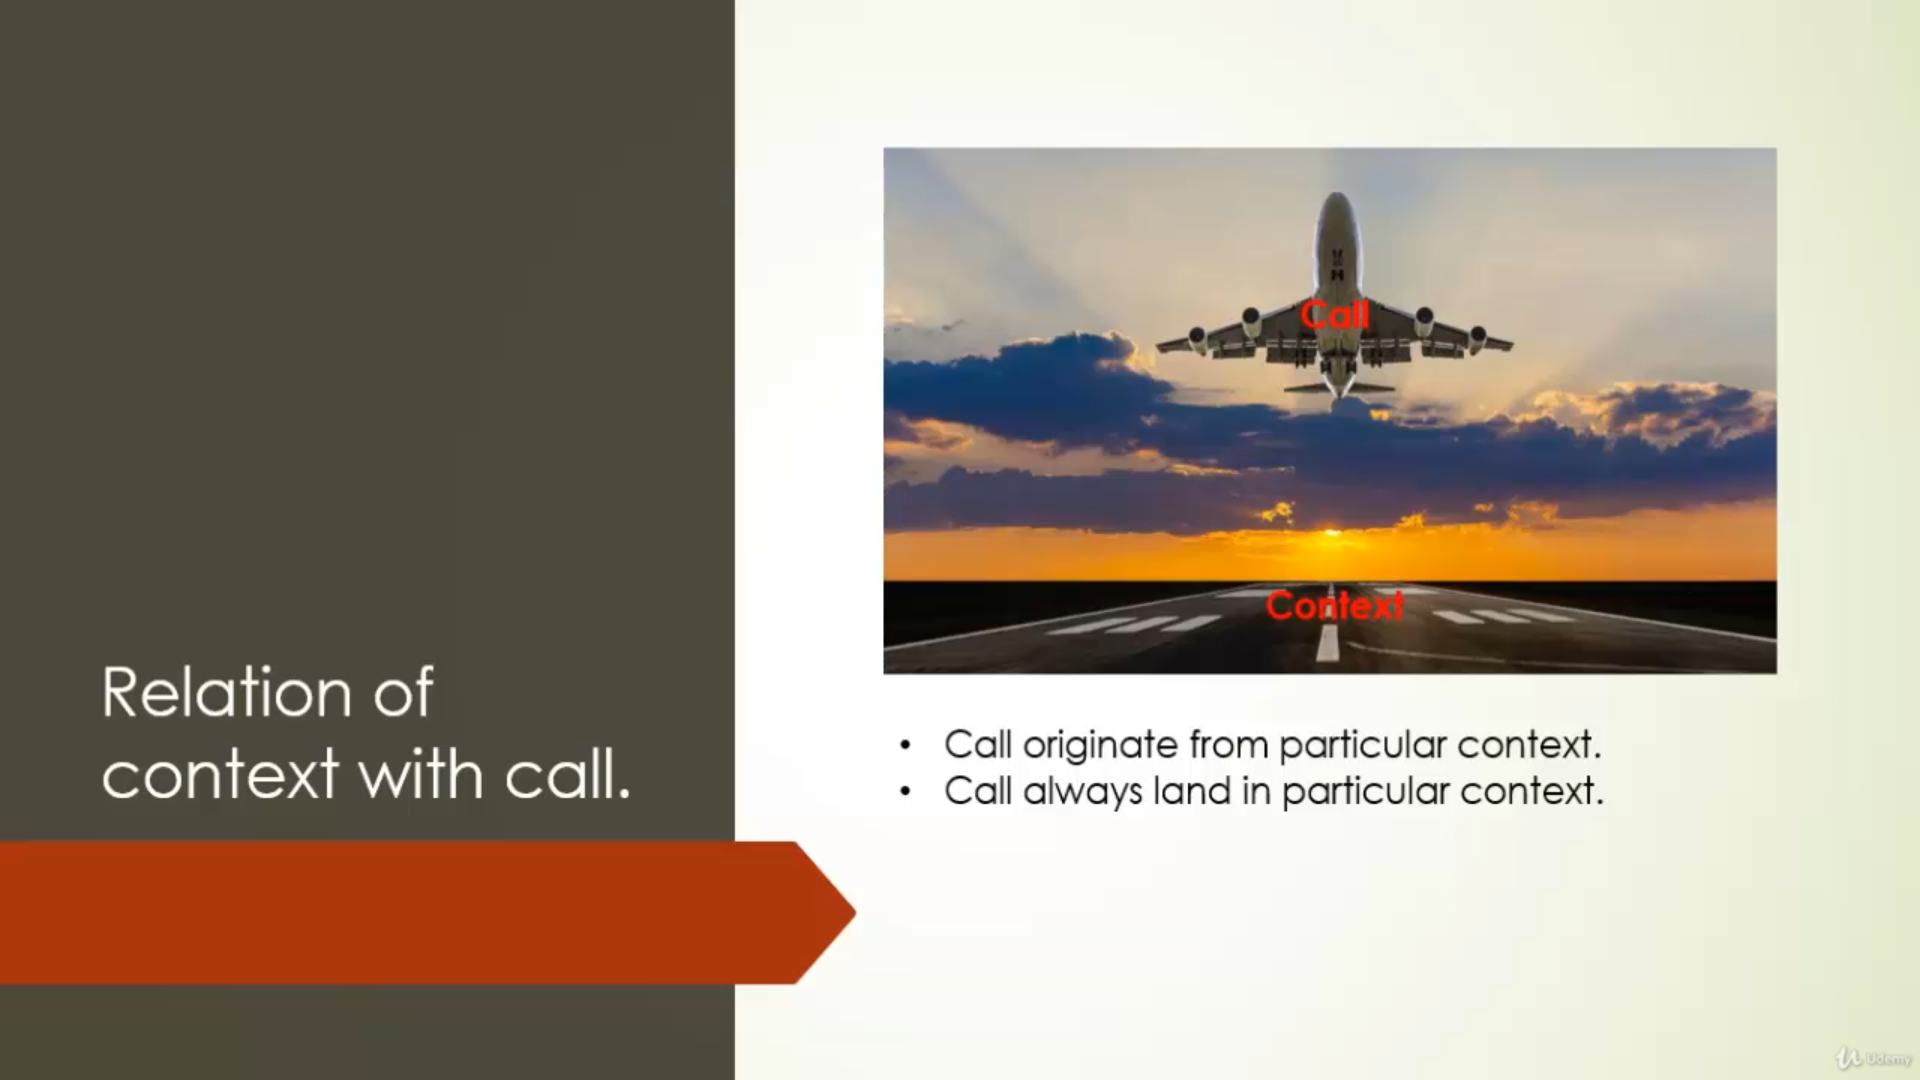 Relation of
context with call.
Call
Context
• Call originate from particular context.
• Call always land in particular context.
Udemy